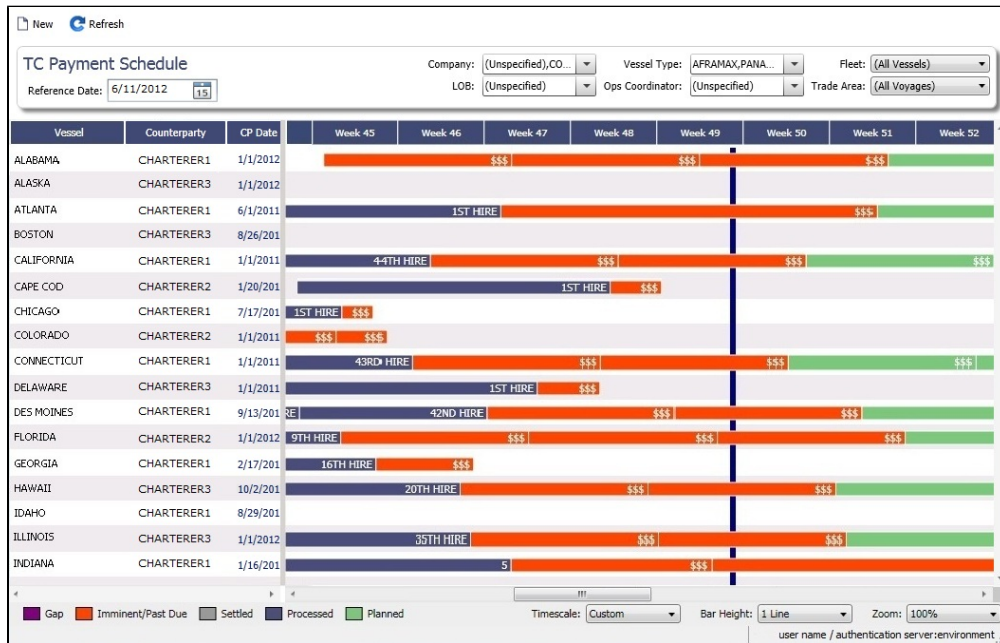 New Refresh
TC Payment Schedule
Company: (Unspecified),CO... Vessel Type: AFRAMAX,PANA... Fleet: (All Vessels)
Reference Date: 6/11/2012 15 LOB: (Unspecified) Ops Coordinator: (Unspecified) Trade Area: (All Voyages)
Vessel Counterparty CP Date Week 45 Week 46 Week 47 Week 48 Week 49 Week 50 Week 51 Week 52
ALABAMA CHARTERER1 1/1/2012 $$$ $$$ $$$
ALASKA CHARTERER3 1/1/2012
ATLANTA CHARTERER1 6/1/2011 1ST HIRE $$$
BOSTON CHARTERER3 8/26/201
CALIFORNIA CHARTERER1 1/1/2011 44TH HIRE $$$ $$$ $$$
CAPE COD CHARTERER2 1/20/201 1ST HIRE $$$
CHICAGO CHARTERER1 7/17/201 1ST HIRE $$$
COLORADO CHARTERER2 1/1/2011 $$$ $$$
CONNECTICUT CHARTERER1 1/1/2011 43RD HIRE $$$ $$$ $$$
DELAWARE CHARTERER3 1/1/2011 1ST HIRE $$$
DES MOINES CHARTERER1 9/13/201 RE 42ND HIRE $$$ $$$
FLORIDA CHARTERER2 1/1/2012 9TH HIRE $$$ $$$ $$$
GEORGIA CHARTERER1 2/17/201 16TH HIRE $$$
HAWAII CHARTERER3 10/2/201 20TH HIRE $$$ $$$
IDAHO CHARTERER1 8/29/201
ILLINOIS CHARTERER3 1/1/2012 35TH HIRE $$$ $$$
INDIANA CHARTERER1 1/16/201 5 $$$
Gap Imminent/Past Due Settled Processed Planned Timescale: Custom Bar Height: 1 Line Zoom: 100%
user name / authentication server:environment